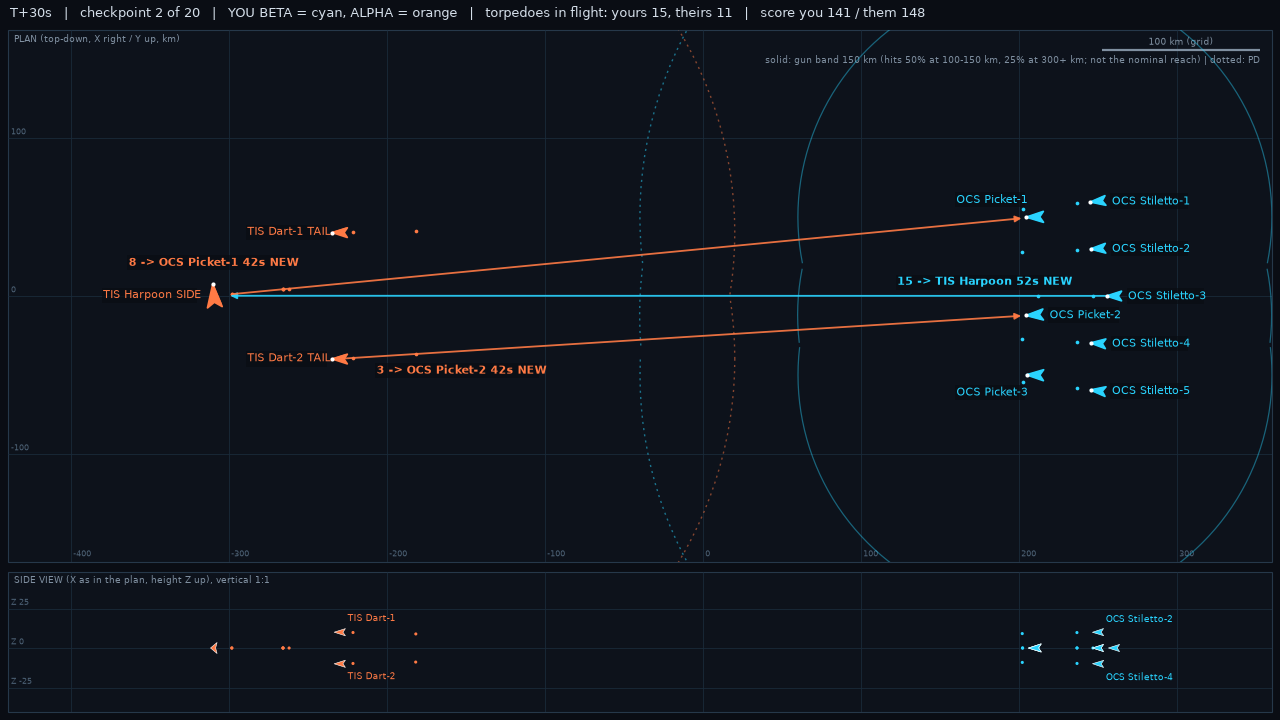 T+30s | checkpoint 2 of 20 | YOU BETA = cyan, ALPHA = orange | torpedoes in flight: yours 15, theirs 11 | score you 141 / them 148
PLAN (top-down, X right / Y up, km)
100 km (grid)
solid: gun band 150 km (hits 50% at 100-150 km, 25% at 300+ km; not the nominal reach) | dotted: PD
100
OCS Picket-1
OCS Stiletto-1
TIS Dart-1 TAIL
OCS Stiletto-2
8 -> OCS Picket-1 42s NEW
15 -> TIS Harpoon 52s NEW
0
TIS Harpoon SIDE
OCS Stiletto-3
OCS Picket-2
OCS Stiletto-4
TIS Dart-2 TAIL
3 -> OCS Picket-2 42s NEW
OCS Picket-3
OCS Stiletto-5
-100
-400
-300
-200
-100
0
100
200
300
SIDE VIEW (X as in the plan, height Z up), vertical 1:1
Z 25
TIS Dart-1
OCS Stiletto-2
Z 0
TIS Dart-2
OCS Stiletto-4
Z -25